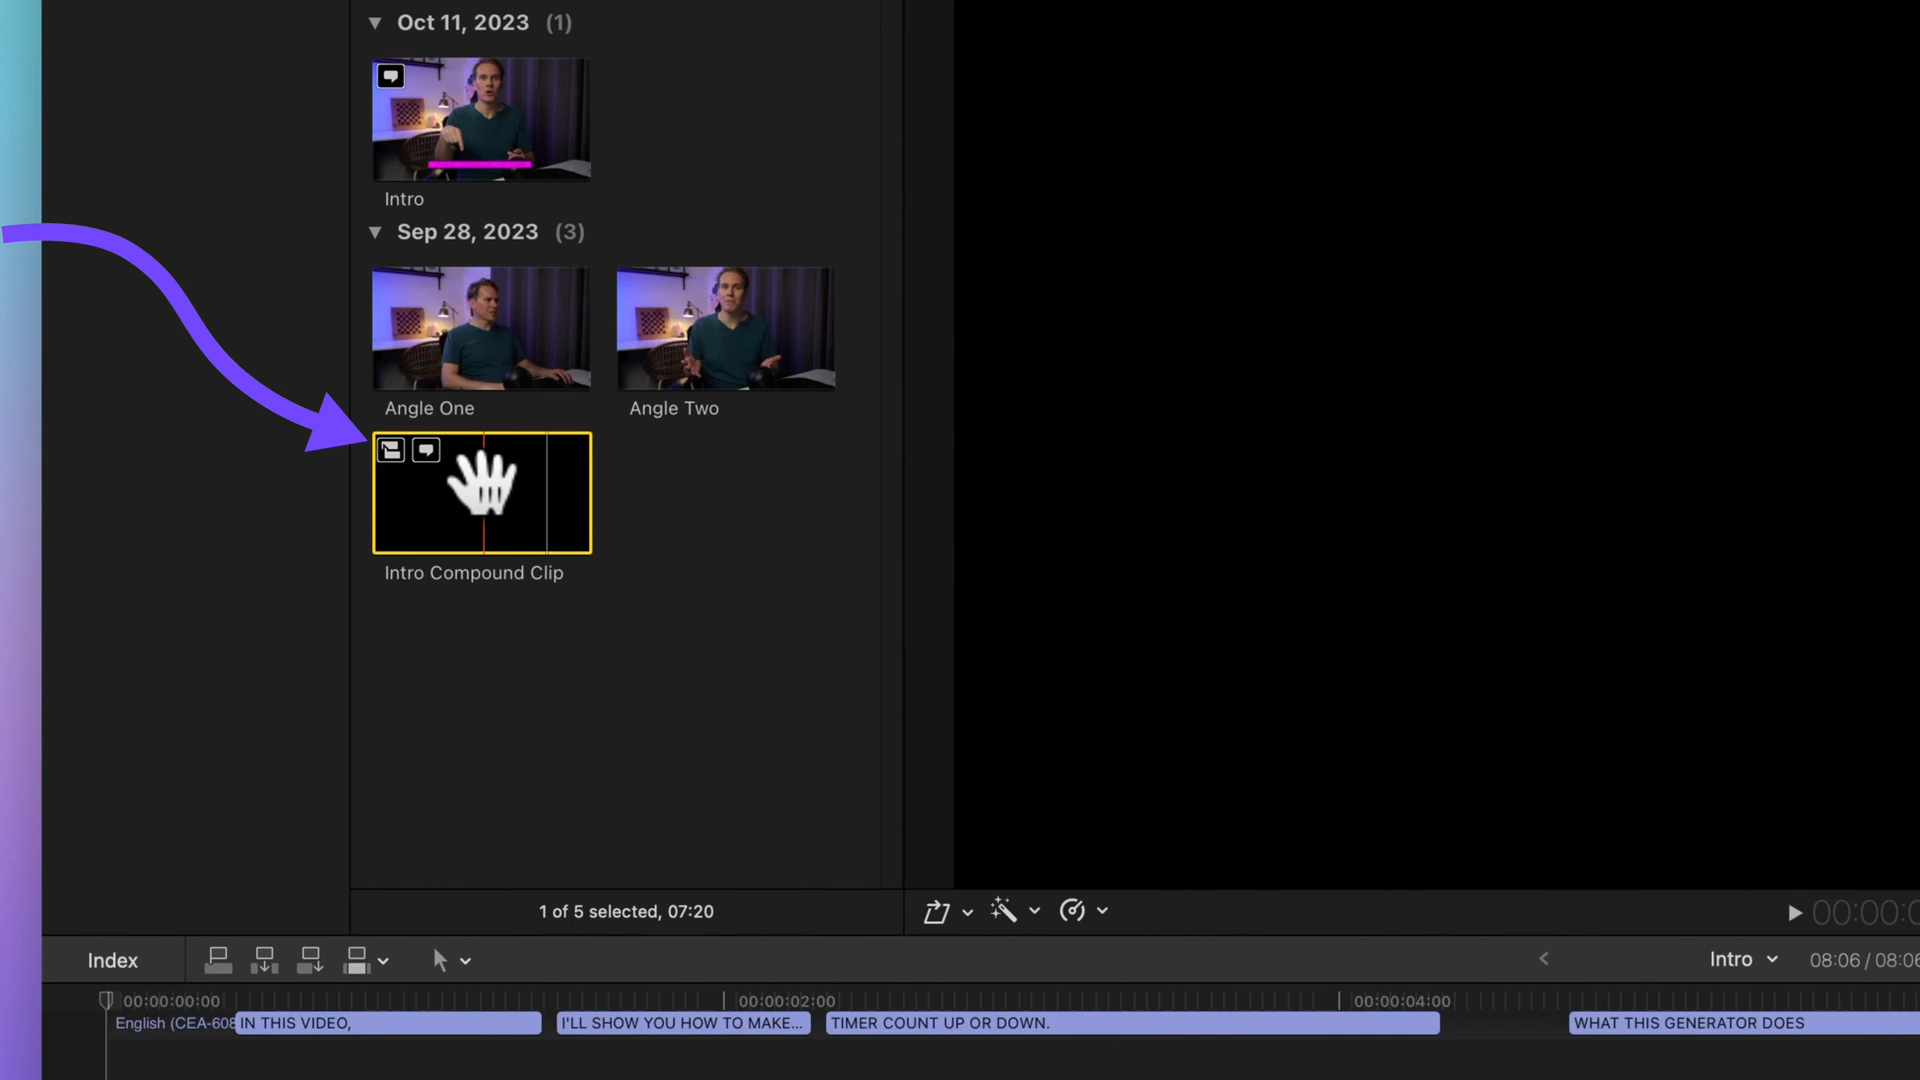 Oct 11, 2023 (1)
Intro
Sep 28, 2023 (3)
Angle One
Angle Two
Intro Compound Clip
1 of 5 selected, 07:20
00:00:0
Index
Intro
08:06 / 08:06
00:00:00:00
00:00:02:00
00:00:04:00
English (CEA-608
IN THIS VIDEO,
I'LL SHOW YOU HOW TO MAKE...
TIMER COUNT UP OR DOWN.
WHAT THIS GENERATOR DOES